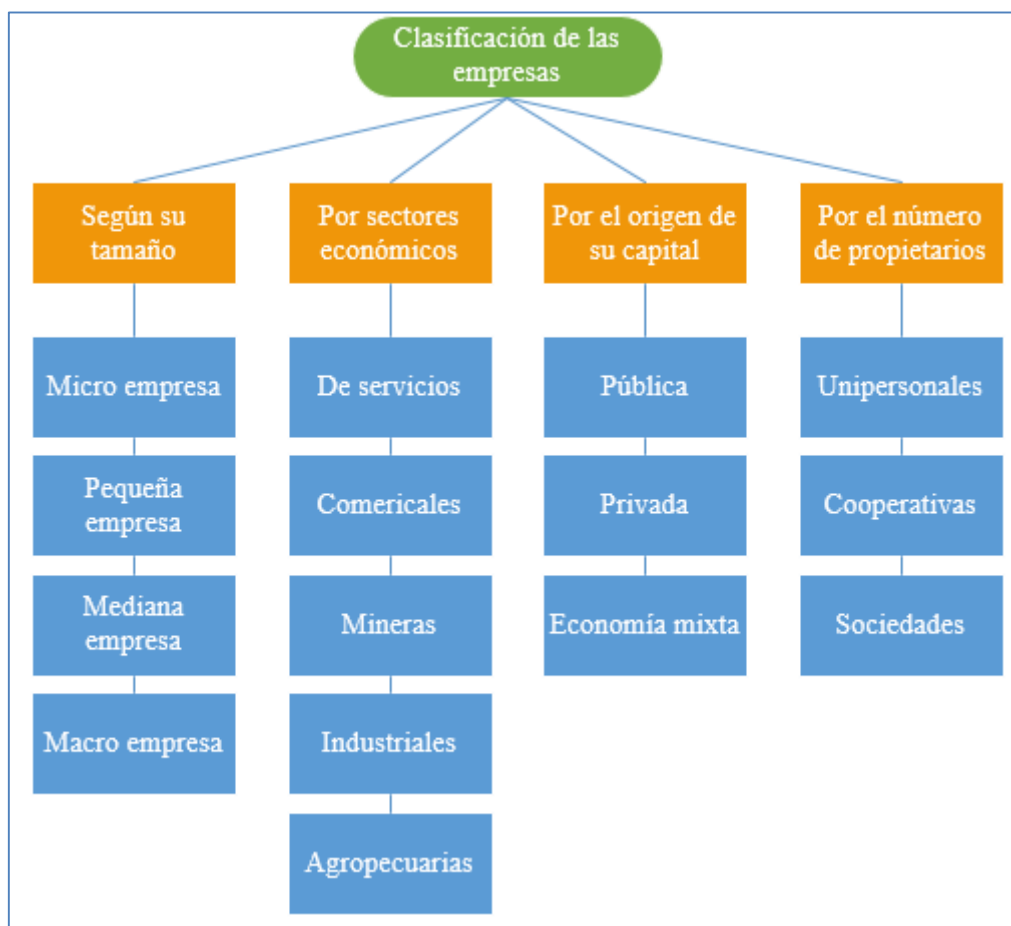 Clasificación de las
empresas
Según su
tamaño
Micro empresa
Pequeña
empresa
Mediana
empresa
Macro empresa
Por sectores
económicos
De servicios
Comericales
Mineras
Industriales
Agropecuarias
Por el origen de
su capital
Pública
Privada
Economía mixta
Por el número
de propietarios
Unipersonales
Cooperativas
Sociedades